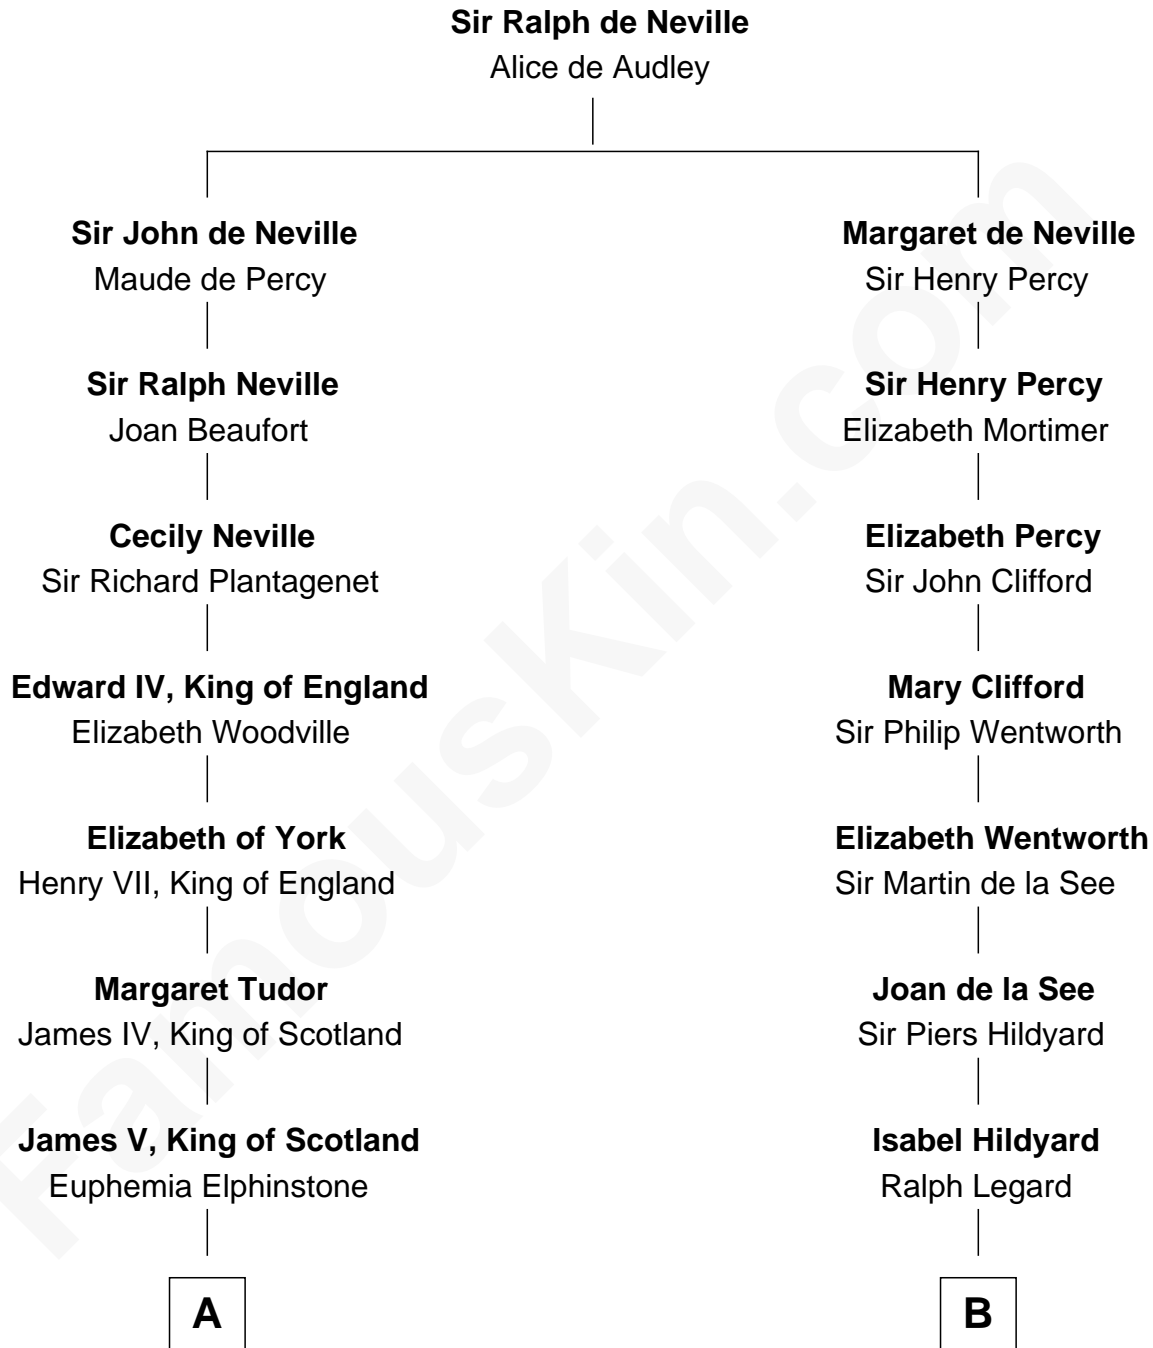 Sir Ralph de Neville
Alice de Audley
Sir John de Neville
Maude de Percy
Margaret de Neville
Sir Henry Percy
Sir Ralph Neville
Joan Beaufort
Sir Henry Percy
Elizabeth Mortimer
Cecily Neville
Sir Richard Plantagenet
Elizabeth Percy
Sir John Clifford
Edward IV, King of England
Elizabeth Woodville
Mary Clifford
Sir Philip Wentworth
Elizabeth of York
Henry VII, King of England
Elizabeth Wentworth
Sir Martin de la See
Margaret Tudor
James IV, King of Scotland
Joan de la See
Sir Piers Hildyard
James V, King of Scotland
Euphemia Elphinstone
Isabel Hildyard
Ralph Legard
A
B
FamousKin.com